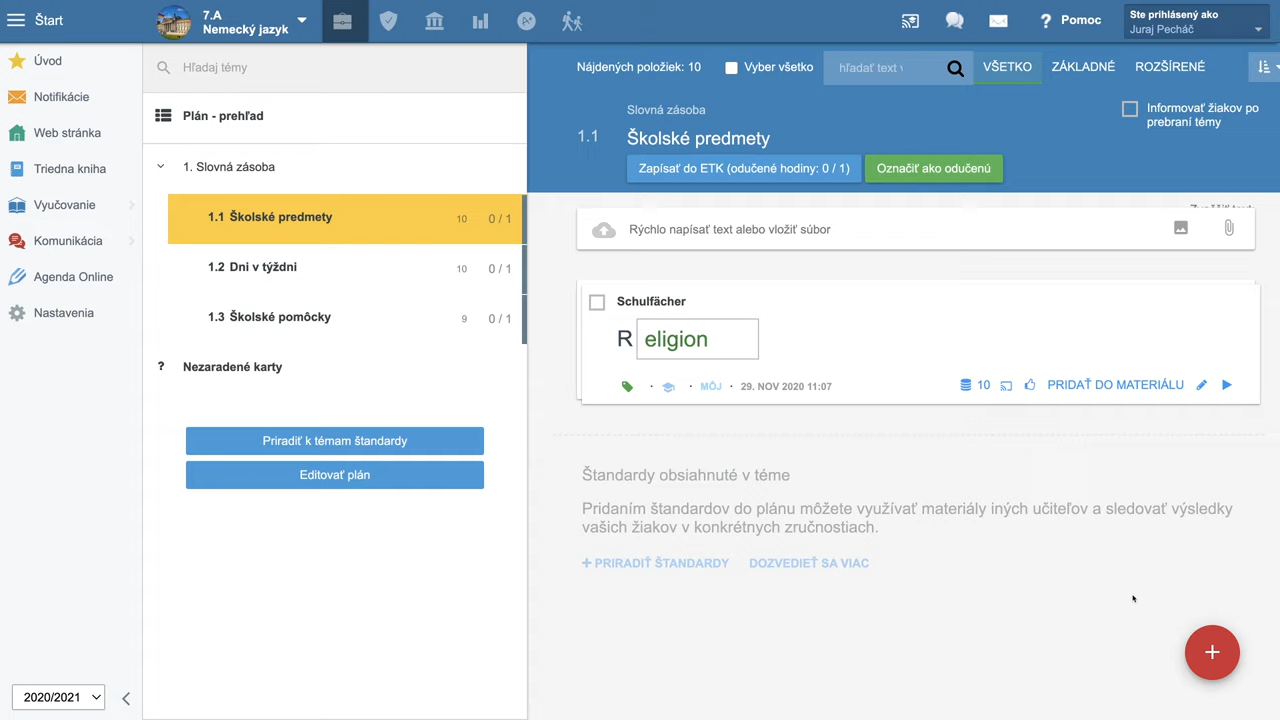 Štart
7.A
Nemecký jazyk
Pomoc
Ste prihlásený ako
Juraj Pecháč
Úvod
Notifikácie
Web stránka
Triedna kniha
Vyučovanie
Komunikácia
Agenda Online
Nastavenia
2020/2021
Hľadaj témy
Plán - prehľad
1. Slovná zásoba
1.1 Školské predmety 10 0 / 1
1.2 Dni v týždni 10 0 / 1
1.3 Školské pomôcky 9 0 / 1
? Nezaradené karty
Priradiť k témam štandardy
Editovať plán
Nájdených položiek: 10
Vyber všetko
hľadať text v
VŠETKO
ZÁKLADNÉ
ROZŠÍRENÉ
Slovná zásoba
1.1 Školské predmety
Informovať žiakov po
prebraní témy
Zapísať do ETK (odučené hodiny: 0 / 1)
Označiť ako odučenú
Rýchlo napísať text alebo vložiť súbor
Schulfächer
R eligion
· · MÔJ · 29. NOV 2020 11:07
10
PRIDAŤ DO MATERIÁLU
Štandardy obsiahnuté v téme
Pridaním štandardov do plánu môžete využívať materiály iných učiteľov a sledovať výsledky
vašich žiakov v konkrétnych zručnostiach.
+ PRIRADIŤ ŠTANDARDY
DOZVEDIEŤ SA VIAC
+